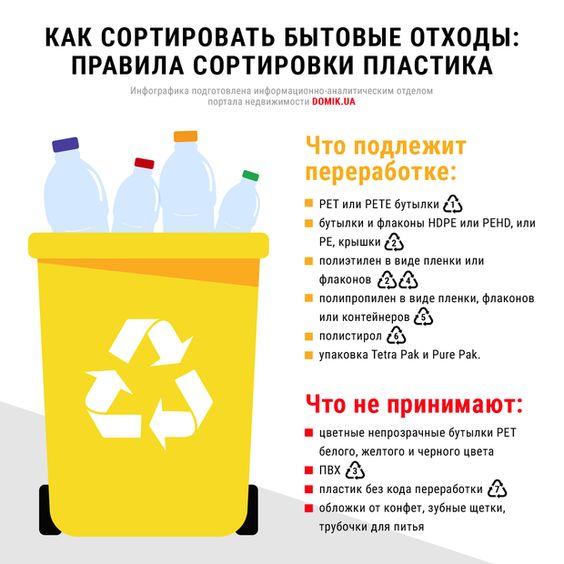 КАК СОРТИРОВАТЬ БЫТОВЫЕ ОТХОДЫ:
ПРАВИЛА СОРТИРОВКИ ПЛАСТИКА
Инфографика подготовлена информационно-аналитическим отделом
портала недвижимости DOMIK.UA
Что подлежит
переработке:
PET или PETE бутылки 1
бутылки и флаконы HDPE или PEHD, или
PE, крышки 2
полиэтилен в виде пленки или
флаконов 2 4
полипропилен в виде пленки, флаконов
или контейнеров 5
полистирол 6
упаковка Tetra Pak и Pure Pak.
Что не принимают:
цветные непрозрачные бутылки PET
белого, желтого и черного цвета
ПВХ 3
пластик без кода переработки 7
обложки от конфет, зубные щетки,
трубочки для питья